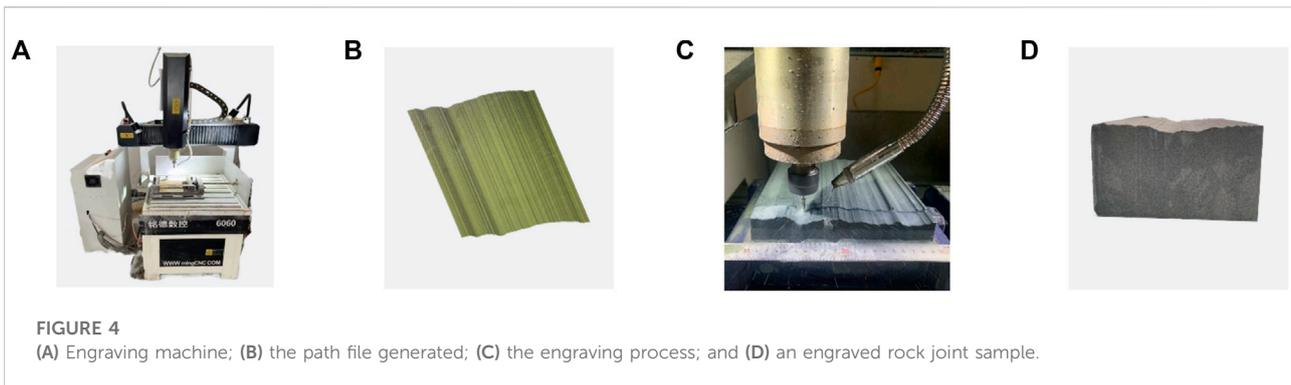 A
B
C
D
铭德数控 6060
WWW mingCNC COM
FIGURE 4
(A) Engraving machine; (B) the path file generated; (C) the engraving process; and (D) an engraved rock joint sample.